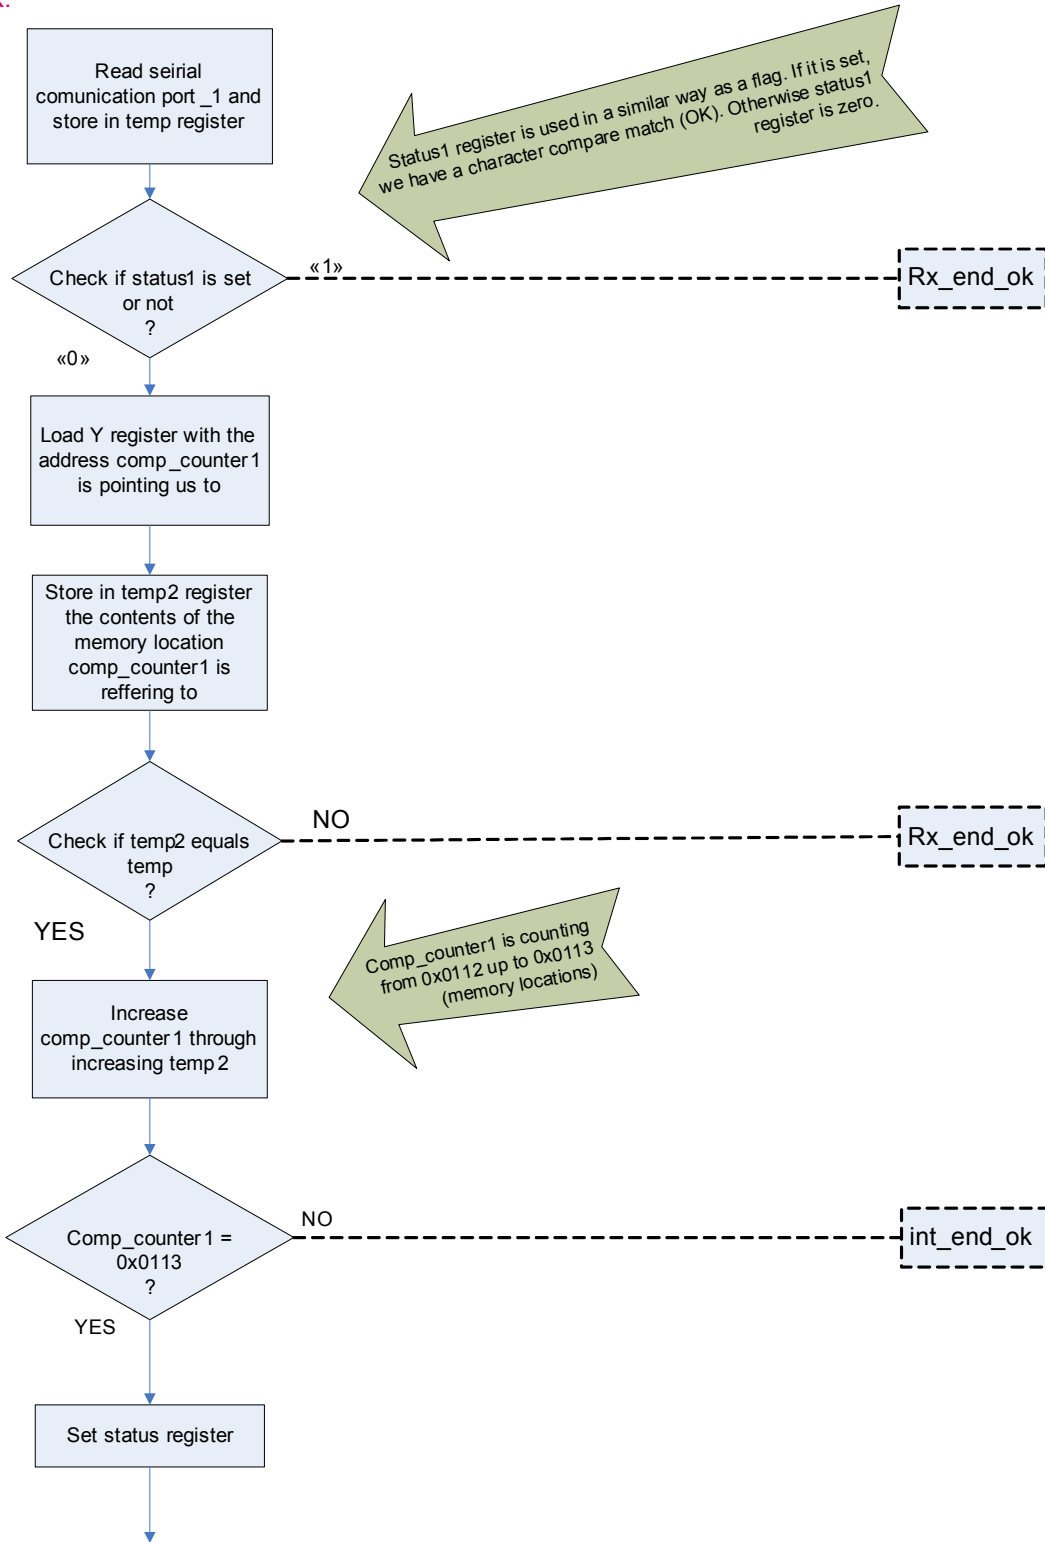 Read seirial
comunication port _1 and
store in temp register
Status1 register is used in a similar way as a flag. If it is set,
we have a character compare match (OK). Otherwise status1
register is zero.
Check if status1 is set
or not
?
«1»
Rx_end_ok
«0»
Load Y register with the
address comp_counter1
is pointing us to
Store in temp2 register
the contents of the
memory location
comp_counter1 is
reffering to
Check if temp2 equals
temp
?
NO
Rx_end_ok
YES
Comp_counter1 is counting
from 0x0112 up to 0x0113
(memory locations)
Increase
comp_counter1 through
increasing temp2
Comp_counter1 =
0x0113
?
NO
int_end_ok
YES
Set status register